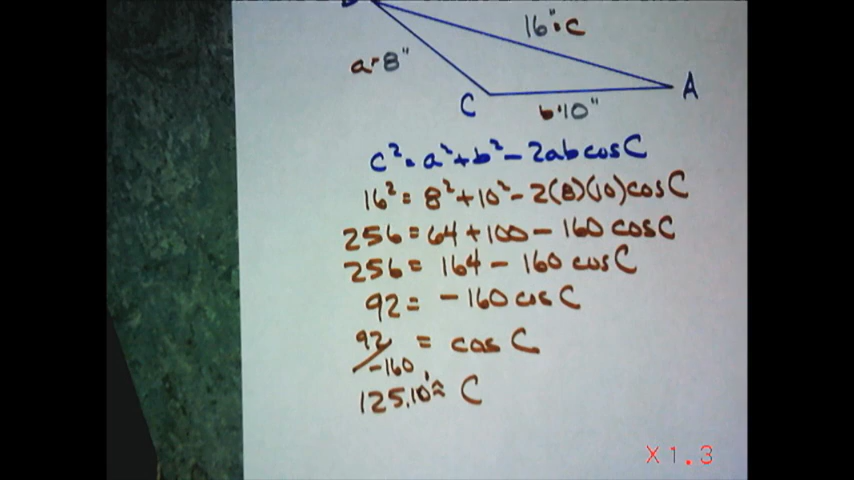 16" = c
a = 8"
C
A
b = 10"
c² = a² + b² - 2ab cos C
16² = 8² + 10² - 2(8)(10) cos C
256 = 64 + 100 - 160 cos C
256 = 164 - 160 cos C
92 = -160 cos C
92/-160 = cos C
125.10° ≈ C
X1.3